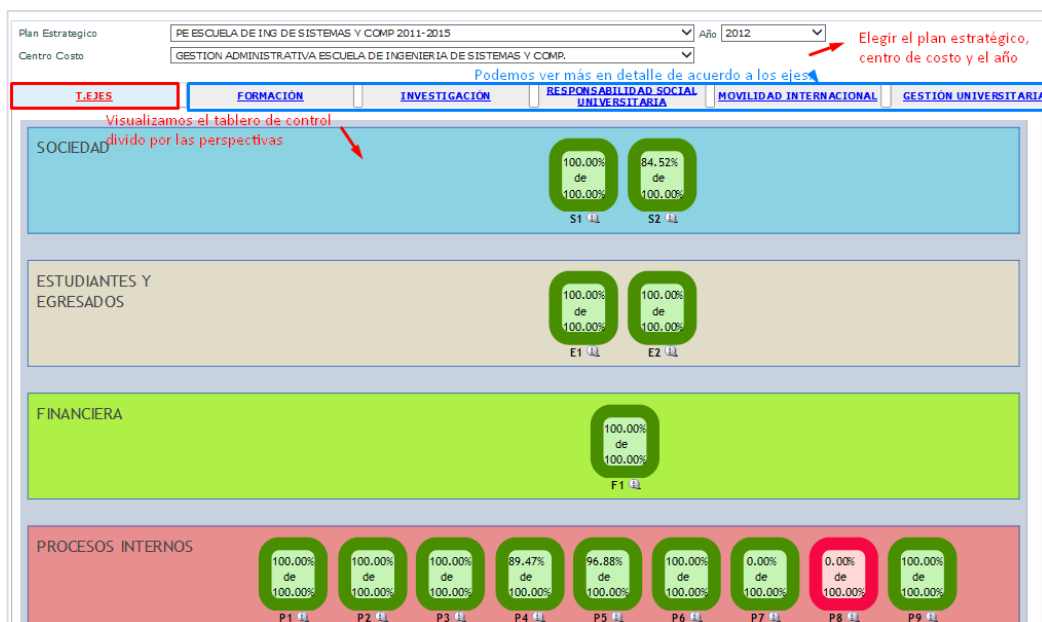 Plan Estrategico PE ESCUELA DE ING DE SISTEMAS Y COMP 2011-2015 Año 2012
Elegir el plan estratégico,
Centro Costo GESTION ADMINISTRATIVA ESCUELA DE INGENIERIA DE SISTEMAS Y COMP.
centro de costo y el año
Podemos ver más en detalle de acuerdo a los ejes
T.EJES FORMACIÓN INVESTIGACIÓN RESPONSABILIDAD SOCIAL
UNIVERSITARIA MOVILIDAD INTERNACIONAL GESTIÓN UNIVERSITARIA
Visualizamos el tablero de control
divido por las perspectivas
SOCIEDAD
100.00% 84.52%
de de
100.00% 100.00%
S1 S2
ESTUDIANTES Y
EGRESADOS
100.00% 100.00%
de de
100.00% 100.00%
E1 E2
FINANCIERA
100.00%
de
100.00%
F1
PROCESOS INTERNOS
100.00% 100.00% 100.00% 89.47% 96.88% 100.00% 0.00% 0.00% 100.00%
de de de de de de de de de
100.00% 100.00% 100.00% 100.00% 100.00% 100.00% 100.00% 100.00% 100.00%
P1 P2 P3 P4 P5 P6 P7 P8 P9